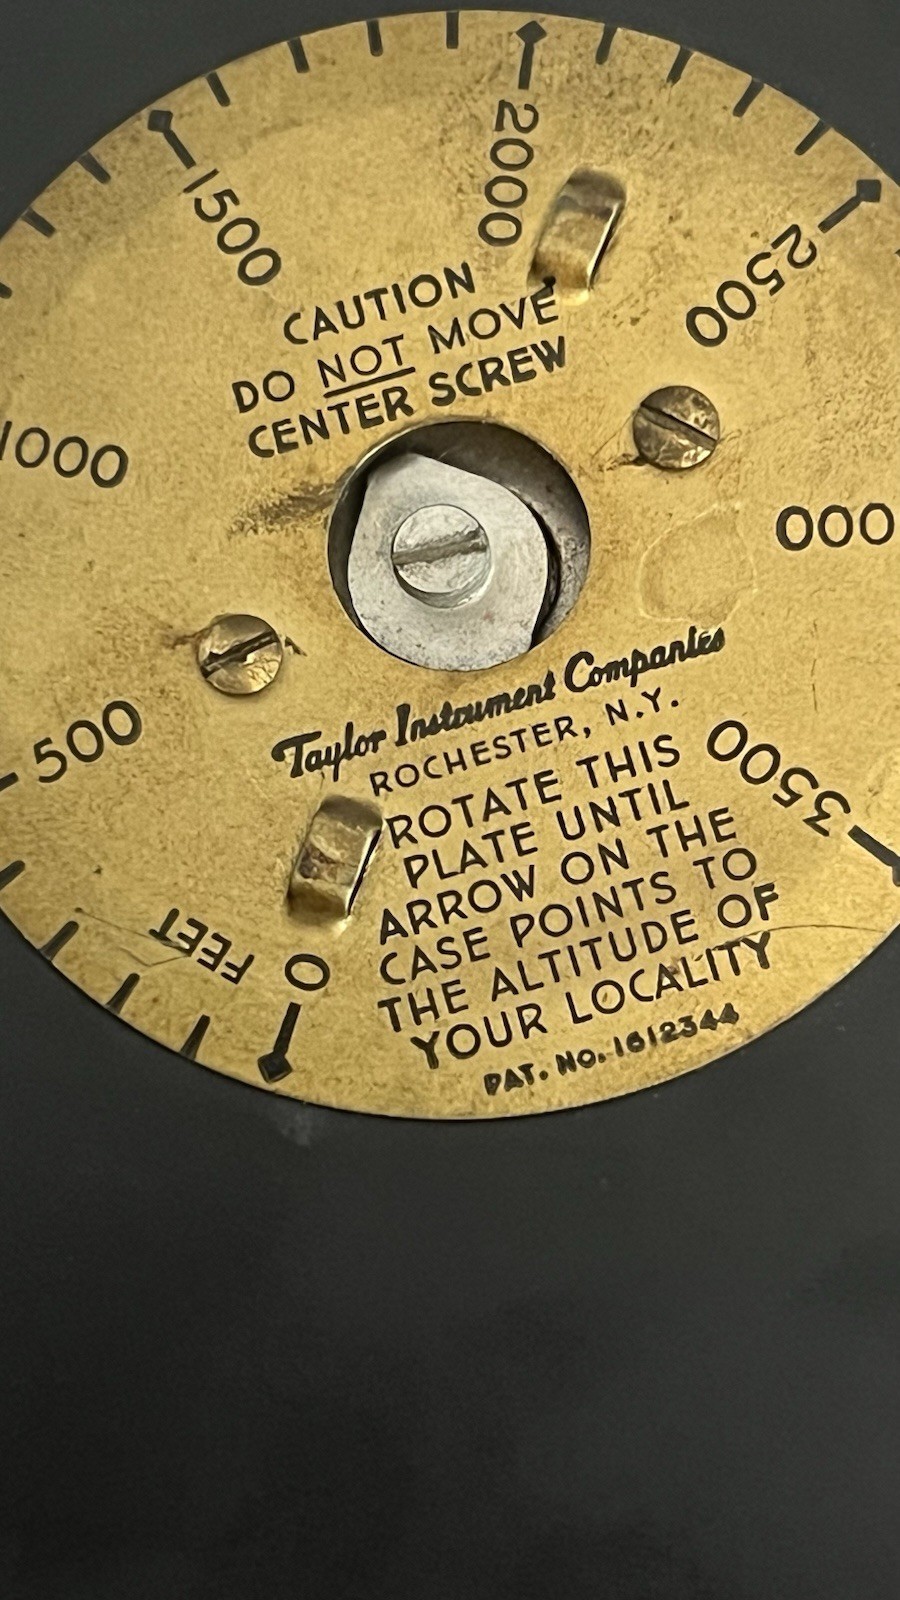 2000
1500
2500
CAUTION
DO NOT MOVE
CENTER SCREW
1000
000
Taylor Instrument Companies
ROCHESTER, N.Y.
500
3500
ROTATE THIS
PLATE UNTIL
ARROW ON THE
CASE POINTS TO
THE ALTITUDE OF
YOUR LOCALITY
0 FEET
PAT. NO. 1612344